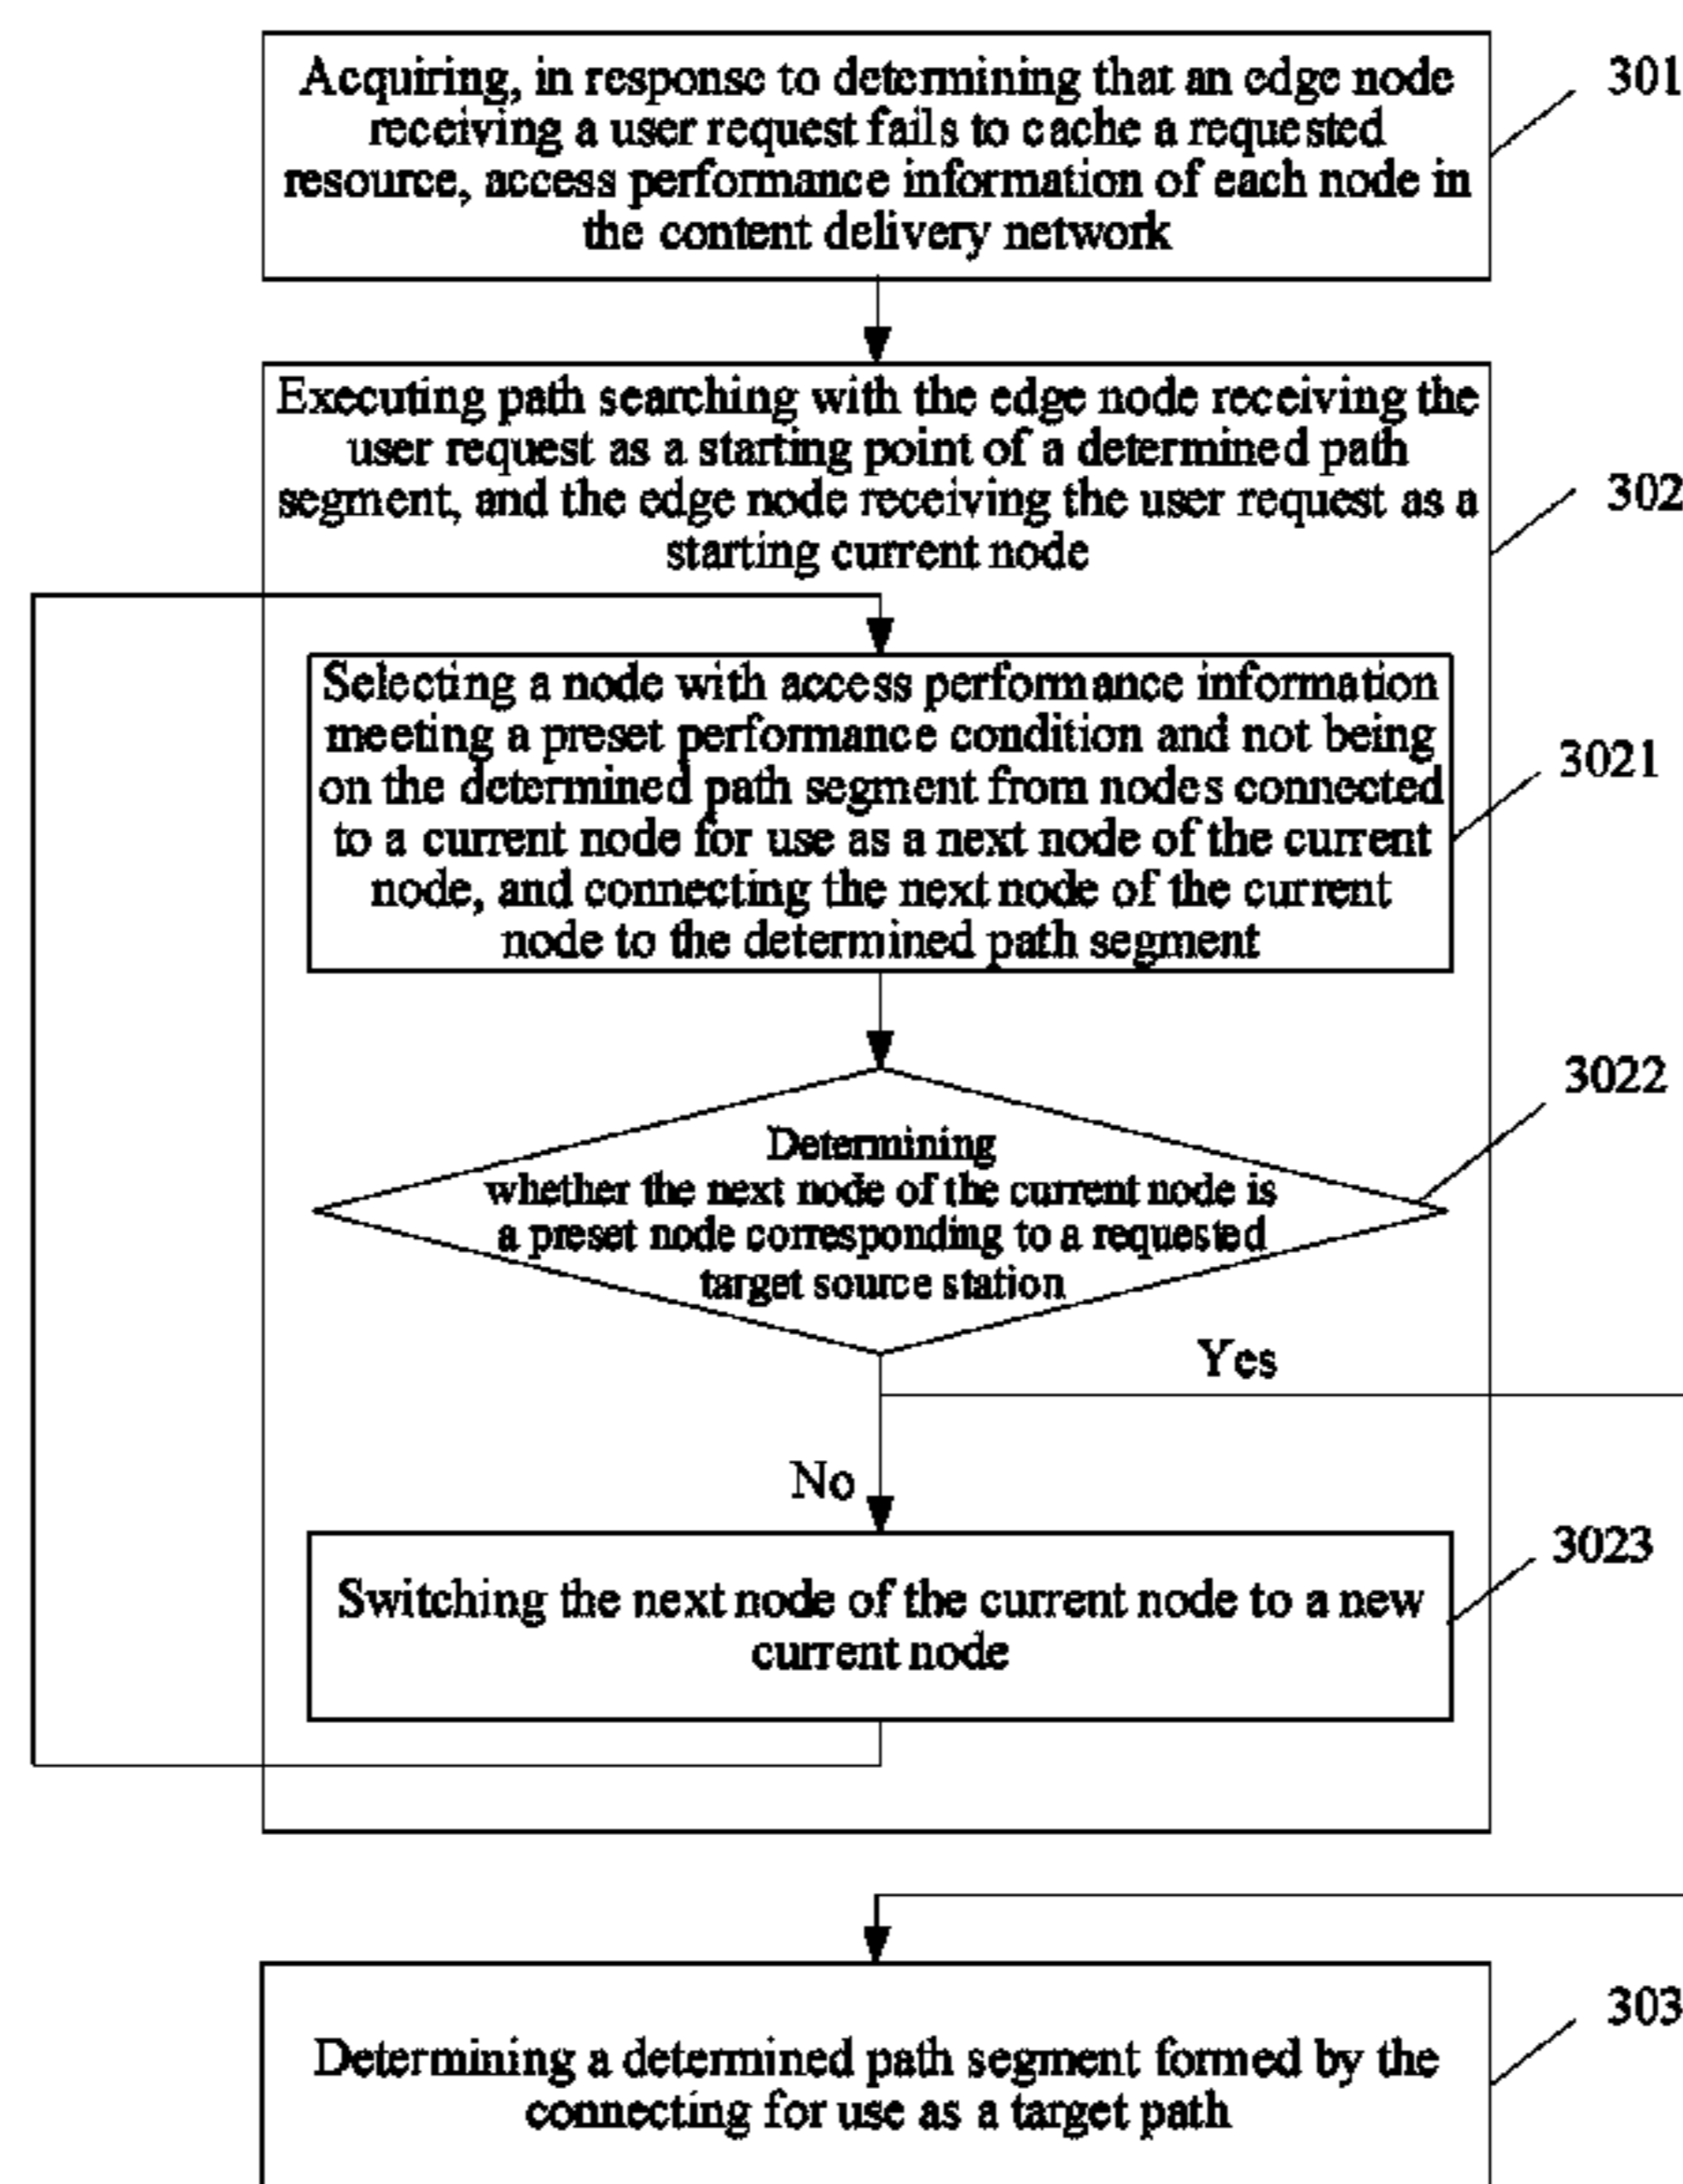 Acquiring, in response to determining that an edge node
receiving a user request fails to cache a requested
resource, access performance information of each node in
the content delivery network
301
Executing path searching with the edge node receiving the
user request as a starting point of a determined path
segment, and the edge node receiving the user request as a
starting current node
302
Selecting a node with access performance information
meeting a preset performance condition and not being
on the determined path segment from nodes connected
to a current node for use as a next node of the current
node, and connecting the next node of the current
node to the determined path segment
3021
Determining
whether the next node of the current node is
a preset node corresponding to a requested
target source station
3022
Yes
No
Switching the next node of the current node to a new
current node
3023
Determining a determined path segment formed by the
connecting for use as a target path
303